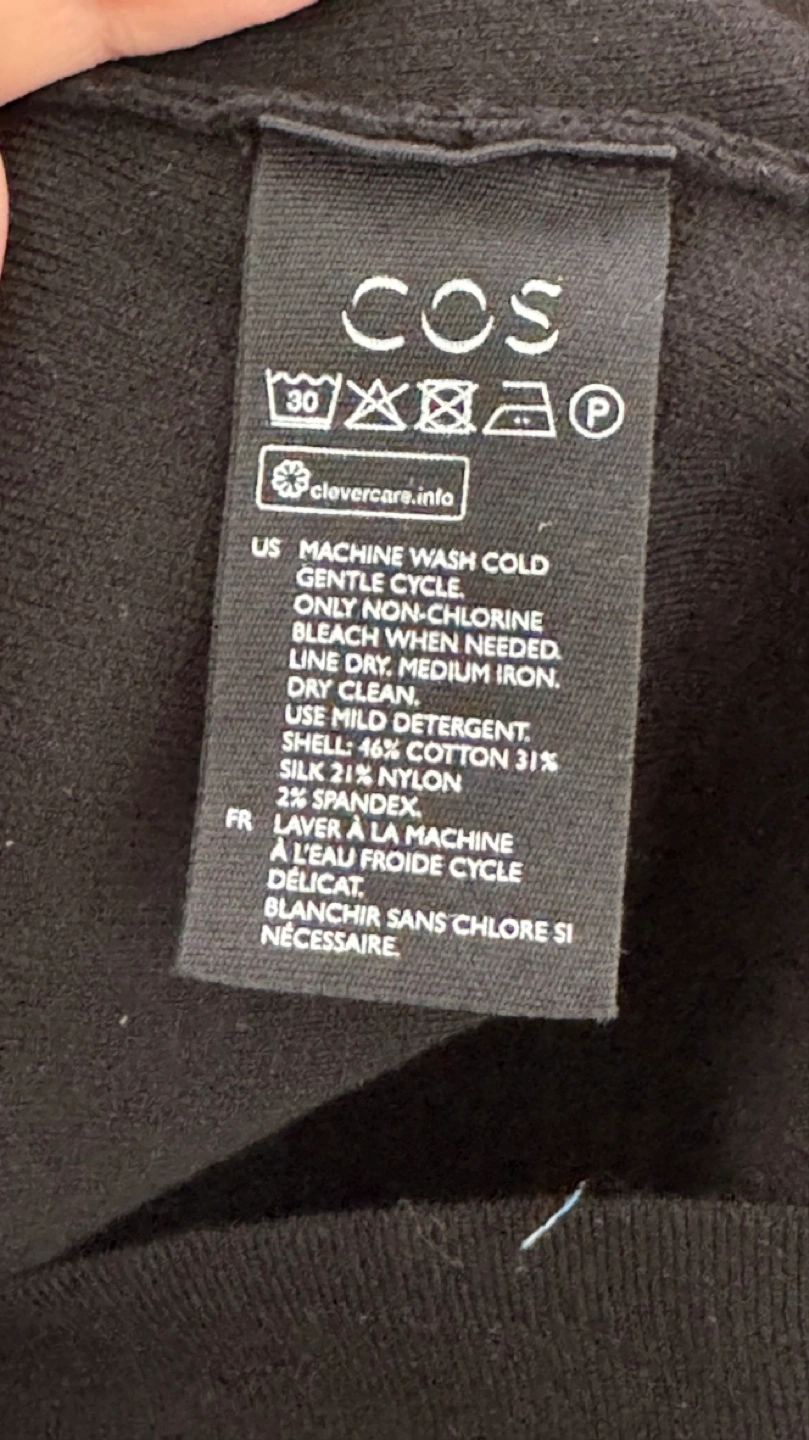 COS
30 P
clevercare.info
US MACHINE WASH COLD
GENTLE CYCLE.
ONLY NON-CHLORINE
BLEACH WHEN NEEDED.
LINE DRY. MEDIUM IRON.
DRY CLEAN.
USE MILD DETERGENT.
SHELL: 46% COTTON 31%
SILK 21% NYLON
2% SPANDEX.
FR LAVER À LA MACHINE
À L'EAU FROIDE CYCLE
DÉLICAT.
BLANCHIR SANS CHLORE SI
NÉCESSAIRE.